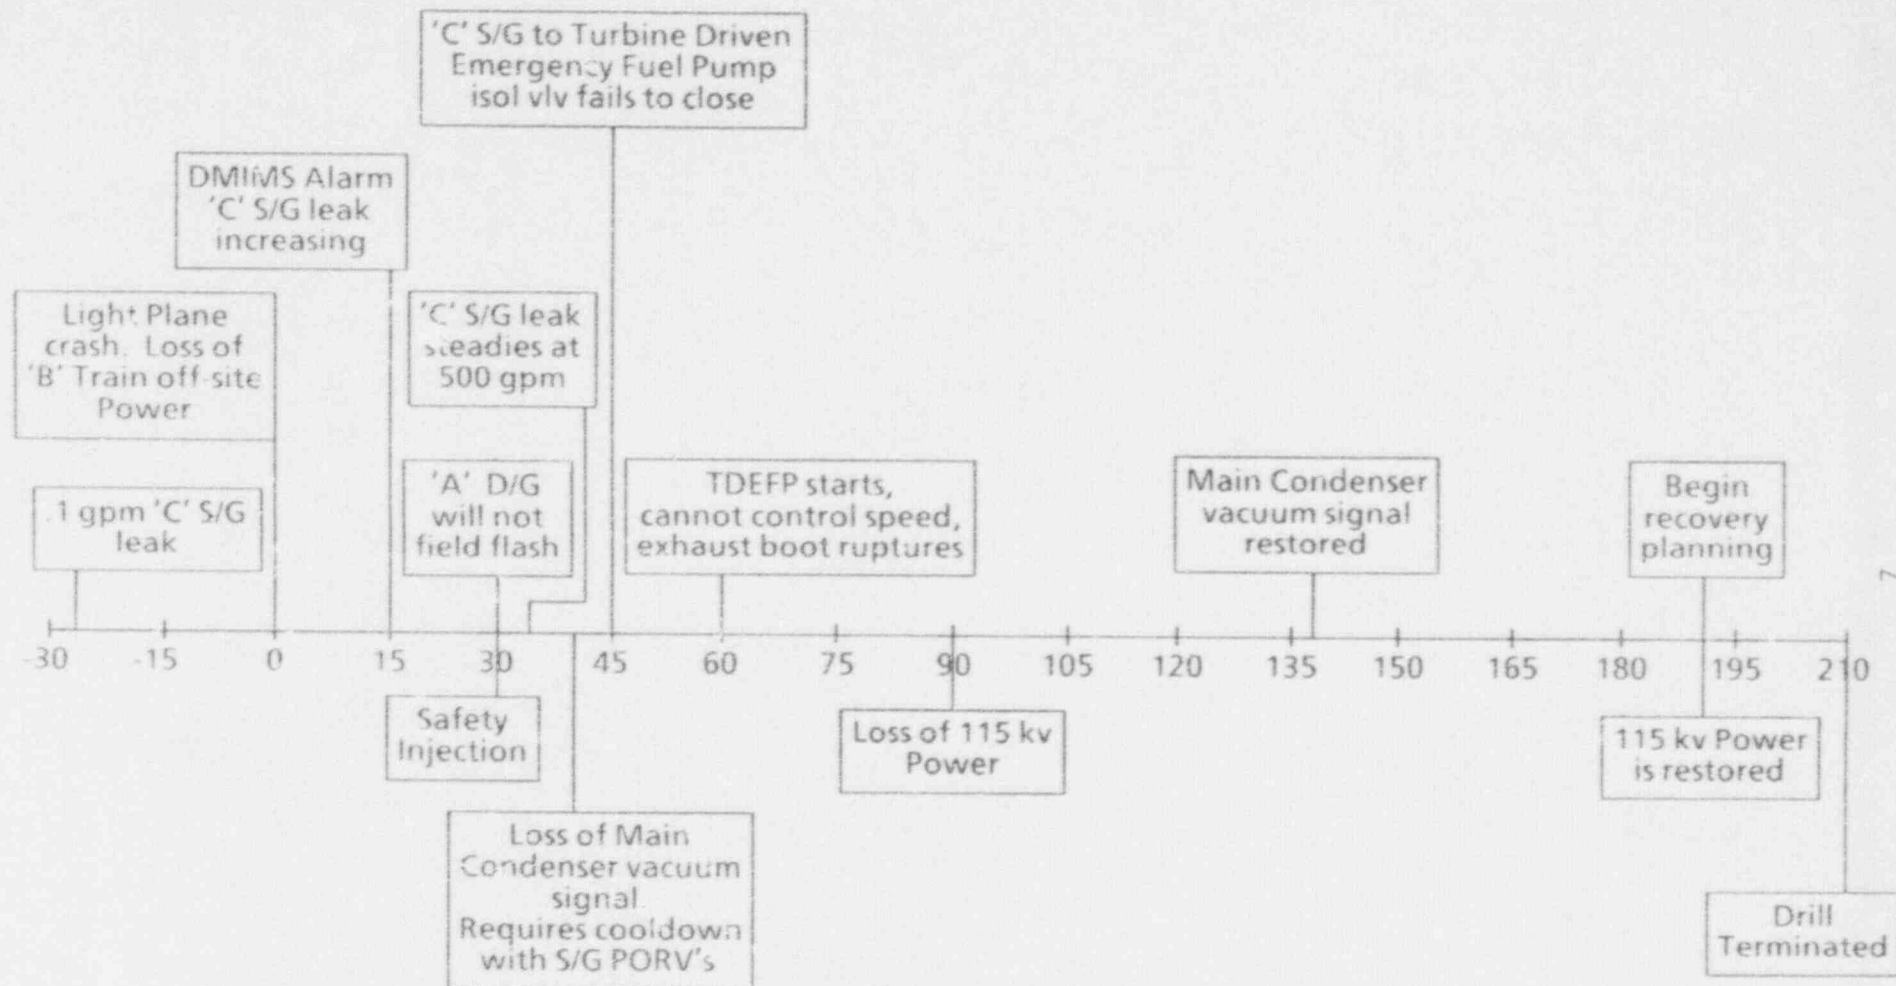 'C' S/G to Turbine Driven
Emergency Fuel Pump
isol vlv fails to close
DMIMS Alarm
'C' S/G leak
increasing
Light Plane
crash. Loss of
'B' Train off-site
Power
'C' S/G leak
steadies at
500 gpm
.1 gpm 'C' S/G
leak
'A' D/G
will not
field flash
TDEFP starts,
cannot control speed,
exhaust boot ruptures
Main Condenser
vacuum signal
restored
Begin
recovery
planning
7
-30 -15 0 15 30 45 60 75 90 105 120 135 150 165 180 195 210
Safety
Injection
Loss of 115 kv
Power
115 kv Power
is restored
Loss of Main
Condenser vacuum
signal
Requires cooldown
with S/G PORV's
Drill
Terminated